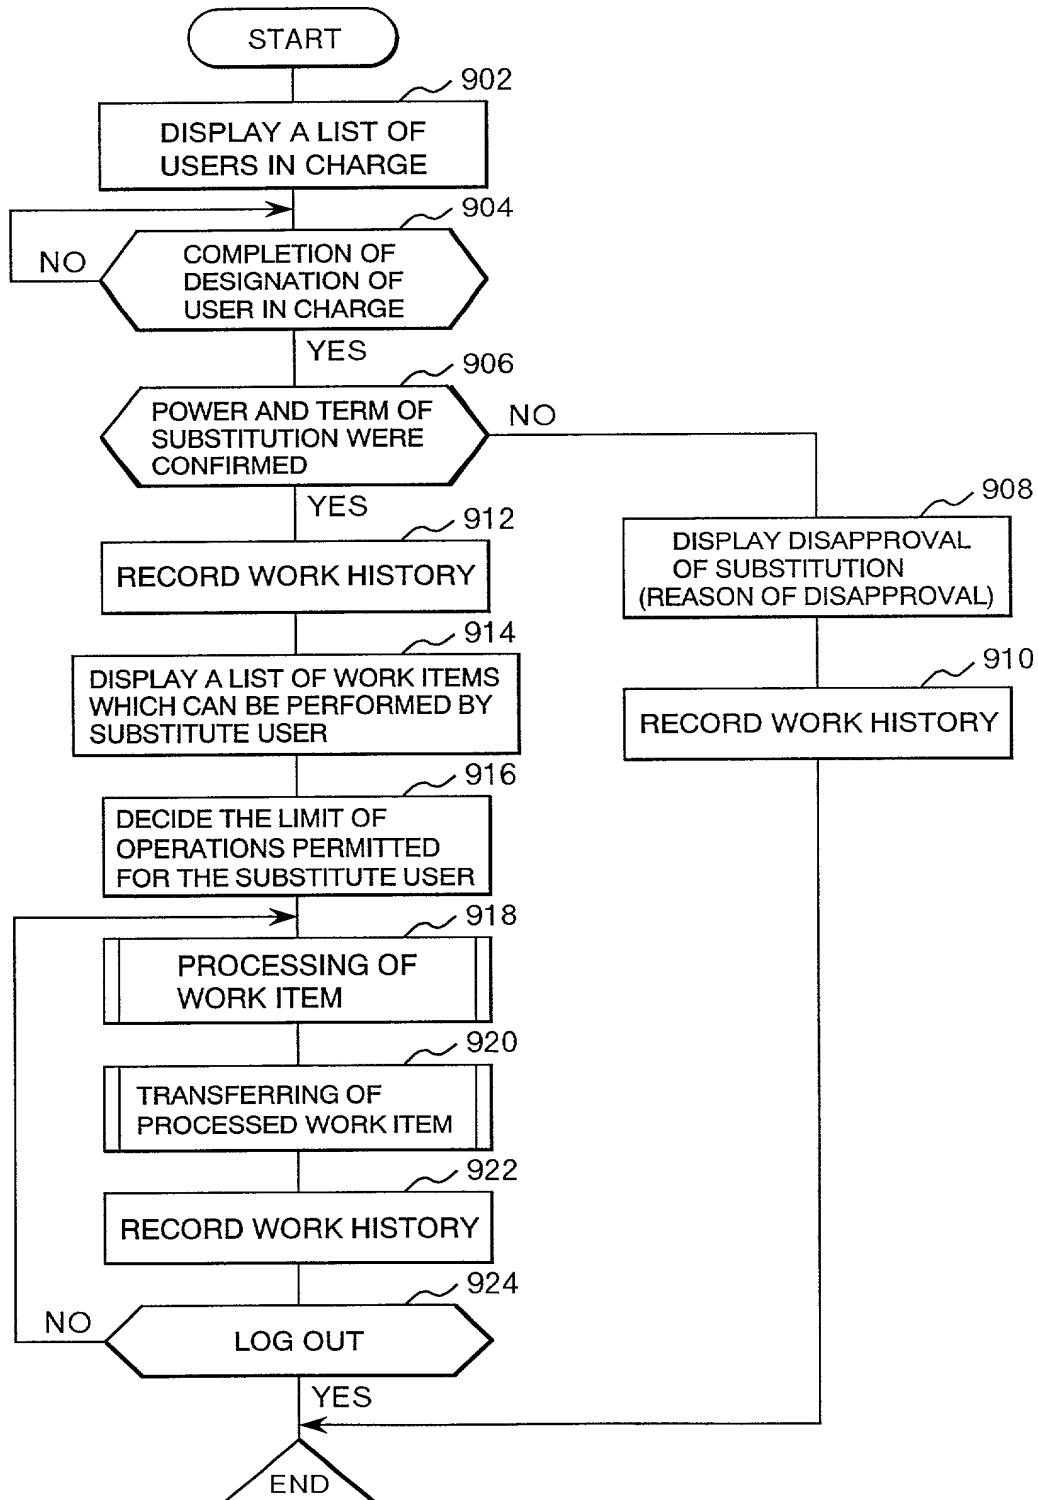 START
902
DISPLAY A LIST OF
USERS IN CHARGE
904
NO
COMPLETION OF
DESIGNATION OF
USER IN CHARGE
YES
906
POWER AND TERM OF
SUBSTITUTION WERE
CONFIRMED
NO
YES
908
DISPLAY DISAPPROVAL
OF SUBSTITUTION
(REASON OF DISAPPROVAL)
910
RECORD WORK HISTORY
912
RECORD WORK HISTORY
914
DISPLAY A LIST OF WORK ITEMS
WHICH CAN BE PERFORMED BY
SUBSTITUTE USER
916
DECIDE THE LIMIT OF
OPERATIONS PERMITTED
FOR THE SUBSTITUTE USER
918
PROCESSING OF
WORK ITEM
920
TRANSFERRING OF
PROCESSED WORK ITEM
922
RECORD WORK HISTORY
924
NO
LOG OUT
YES
END